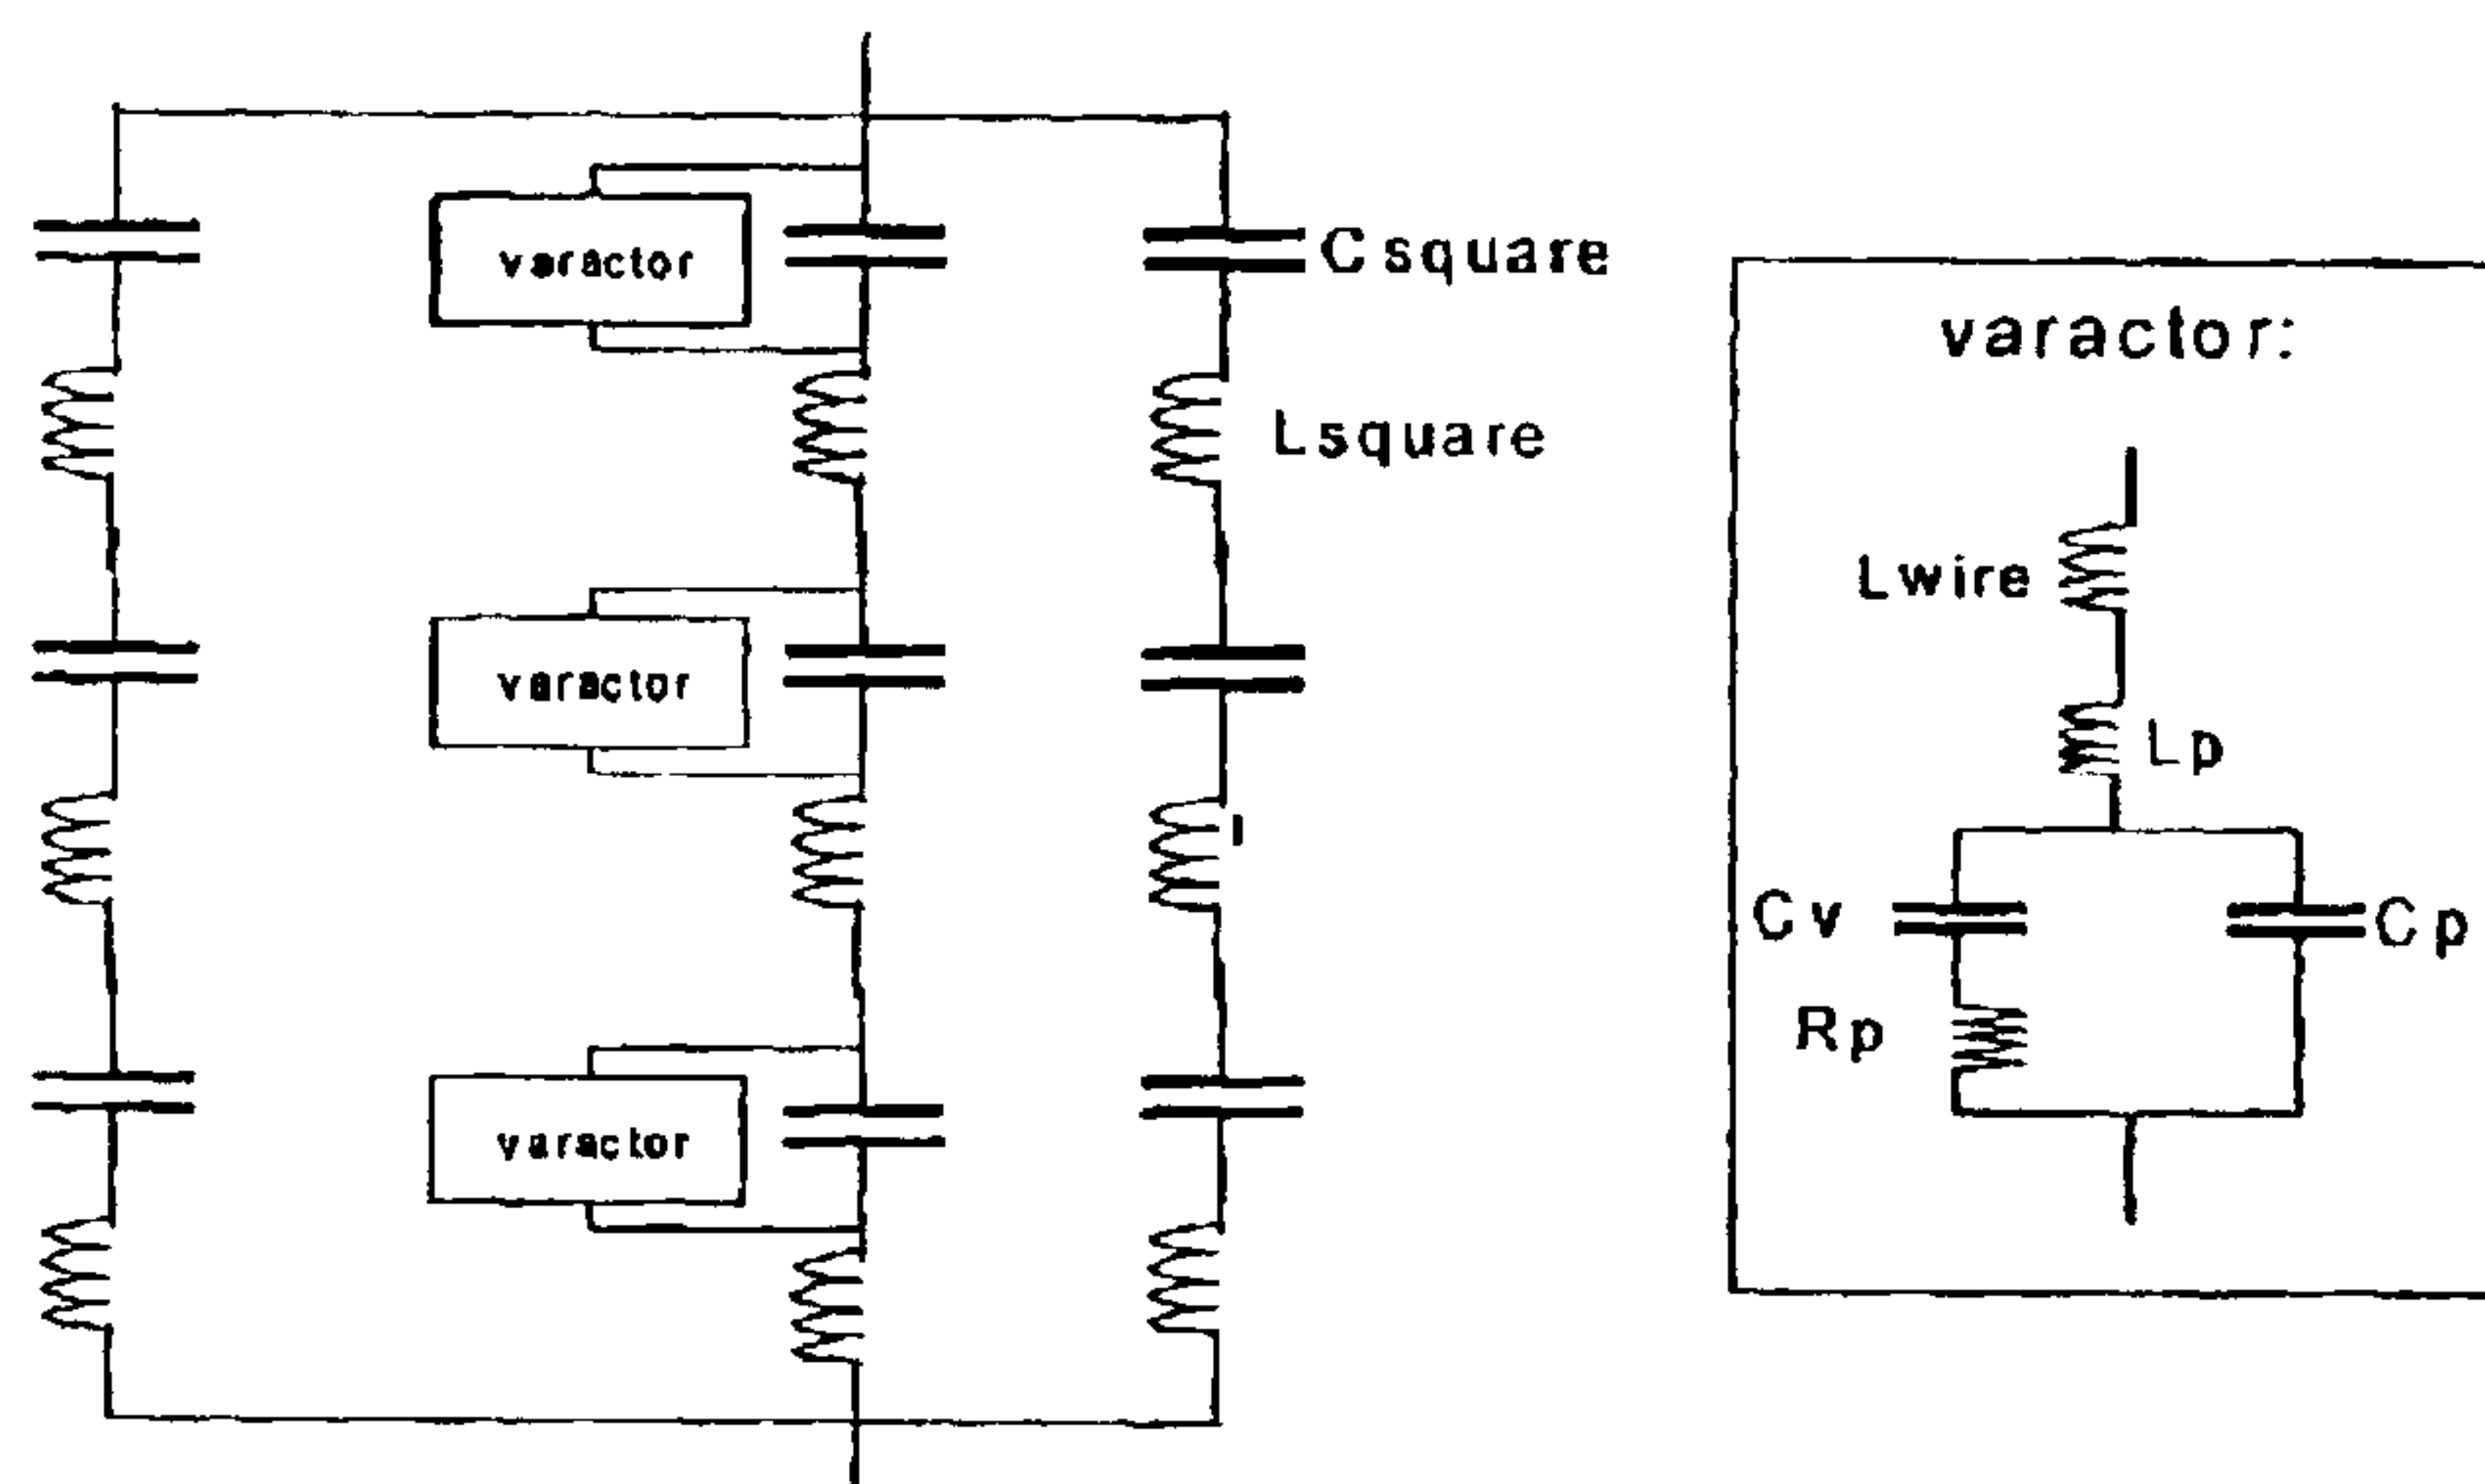 varactor
C square
Lsquare
varactor:
Lwire
varactor
Lp
Cv
Cp
Rp
varactor